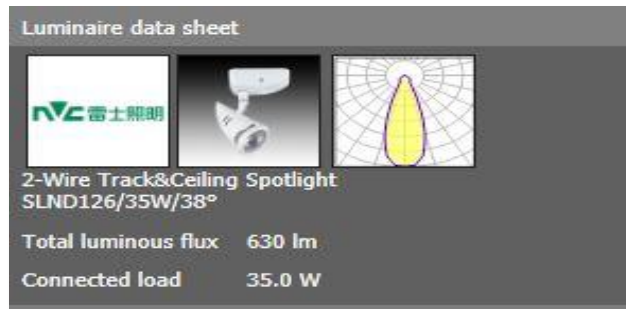 Luminaire data sheet
NVC 雷士照明
2-Wire Track&Ceiling Spotlight
SLND126/35W/38°
Total luminous flux 630 lm
Connected load 35.0 W